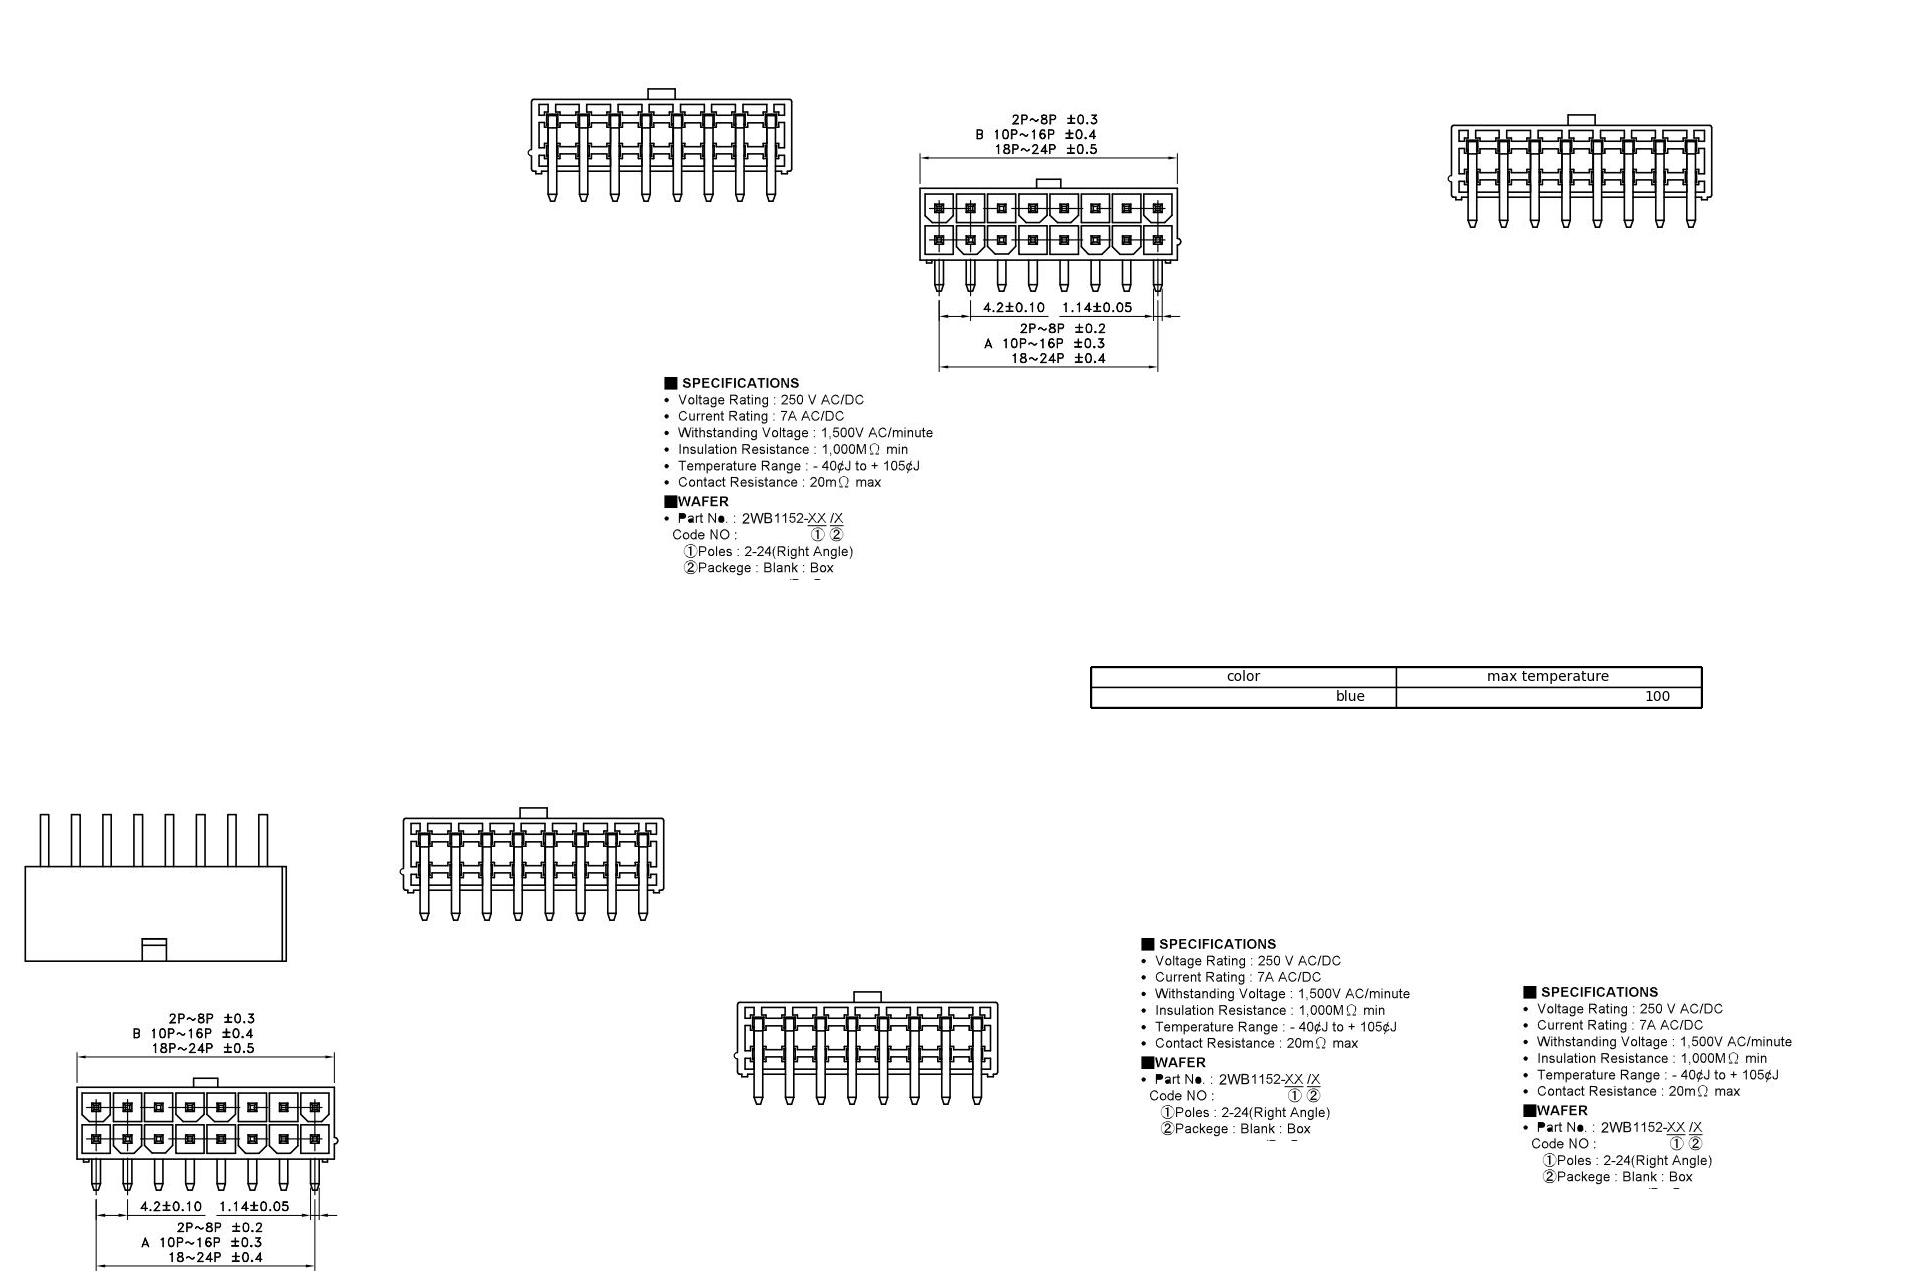 2P~8P ±0.3
B 10P~16P ±0.4
18P~24P ±0.5
4.2±0.10 1.14±0.05
2P~8P ±0.2
A 10P~16P ±0.3
18~24P ±0.4
■ SPECIFICATIONS
• Voltage Rating : 250 V AC/DC
• Current Rating : 7A AC/DC
• Withstanding Voltage : 1,500V AC/minute
• Insulation Resistance : 1,000MΩ min
• Temperature Range : - 40¢J to + 105¢J
• Contact Resistance : 20mΩ max
■WAFER
• Part No. : 2WB1152-XX /X
Code NO : ① ②
①Poles : 2-24(Right Angle)
②Packege : Blank : Box
color max temperature
blue 100
2P~8P ±0.3
B 10P~16P ±0.4
18P~24P ±0.5
4.2±0.10 1.14±0.05
2P~8P ±0.2
A 10P~16P ±0.3
18~24P ±0.4
■ SPECIFICATIONS
• Voltage Rating : 250 V AC/DC
• Current Rating : 7A AC/DC
• Withstanding Voltage : 1,500V AC/minute
• Insulation Resistance : 1,000MΩ min
• Temperature Range : - 40¢J to + 105¢J
• Contact Resistance : 20mΩ max
■WAFER
• Part No. : 2WB1152-XX /X
Code NO : ① ②
①Poles : 2-24(Right Angle)
②Packege : Blank : Box
■ SPECIFICATIONS
• Voltage Rating : 250 V AC/DC
• Current Rating : 7A AC/DC
• Withstanding Voltage : 1,500V AC/minute
• Insulation Resistance : 1,000MΩ min
• Temperature Range : - 40¢J to + 105¢J
• Contact Resistance : 20mΩ max
■WAFER
• Part No. : 2WB1152-XX /X
Code NO : ① ②
①Poles : 2-24(Right Angle)
②Packege : Blank : Box